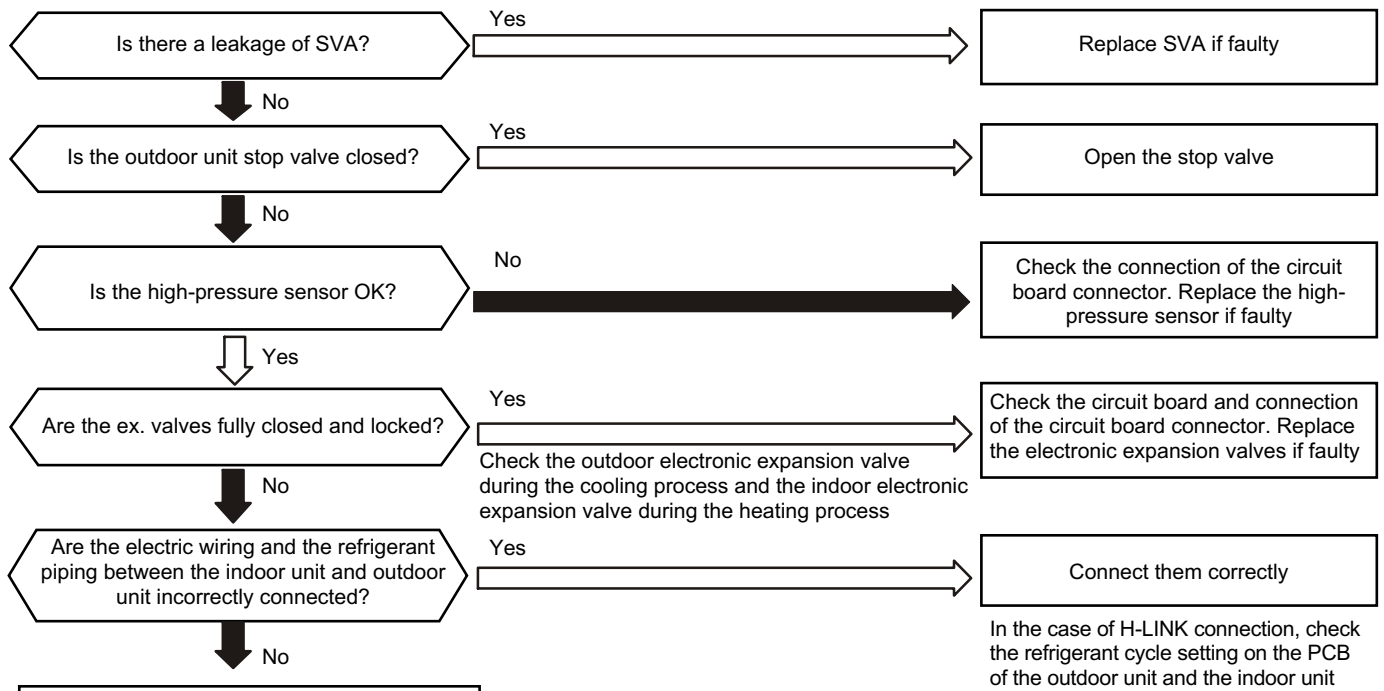 Is there a leakage of SVA?
Yes
Replace SVA if faulty
No
Is the outdoor unit stop valve closed?
Yes
Open the stop valve
No
Is the high-pressure sensor OK?
No
Check the connection of the circuit
board connector. Replace the high-
pressure sensor if faulty
Yes
Are the ex. valves fully closed and locked?
Yes
Check the outdoor electronic expansion valve
during the cooling process and the indoor electronic
expansion valve during the heating process
Check the circuit board and connection
of the circuit board connector. Replace
the electronic expansion valves if faulty
No
Are the electric wiring and the refrigerant
piping between the indoor unit and outdoor
unit incorrectly connected?
Yes
Connect them correctly
In the case of H-LINK connection, check
the refrigerant cycle setting on the PCB
of the outdoor unit and the indoor unit
No